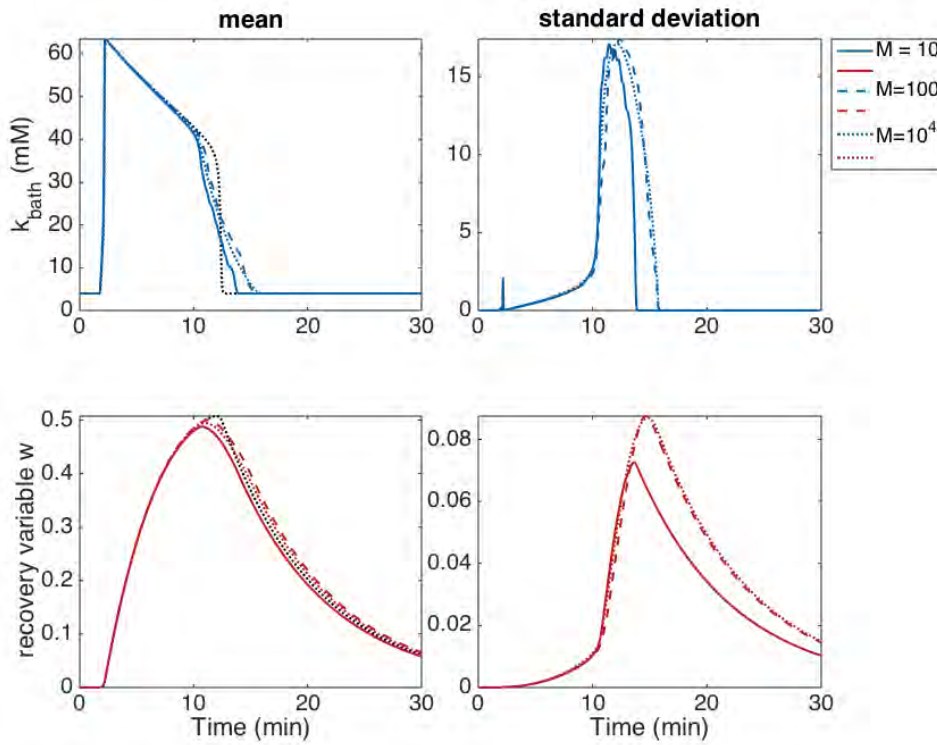 mean
standard deviation
k_bath (mM)
60
50
40
30
20
10
0
0 10 20 30
15
10
5
0
0 10 20 30
M = 10
M=100
M=10⁴
recovery variable w
0.5
0.4
0.3
0.2
0.1
0
0 10 20 30
Time (min)
0.08
0.06
0.04
0.02
0
0 10 20 30
Time (min)